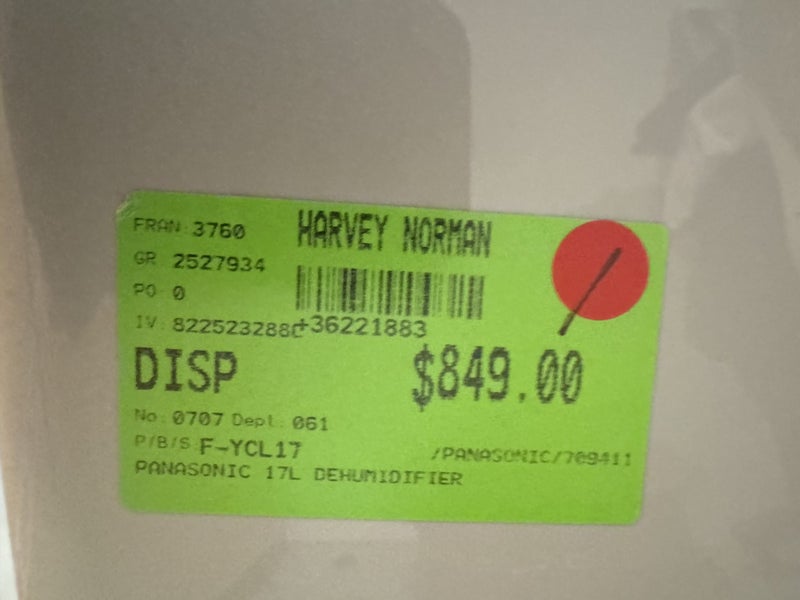 FRAN: 3760 HARVEY NORMAN
GR 2527934
PO 0
IV: +36221883
DISP $849.00
No: 0707 Dept: 061
P/B/S: F-YCL17 /PANASONIC/709411
PANASONIC 17L DEHUMIDIFIER